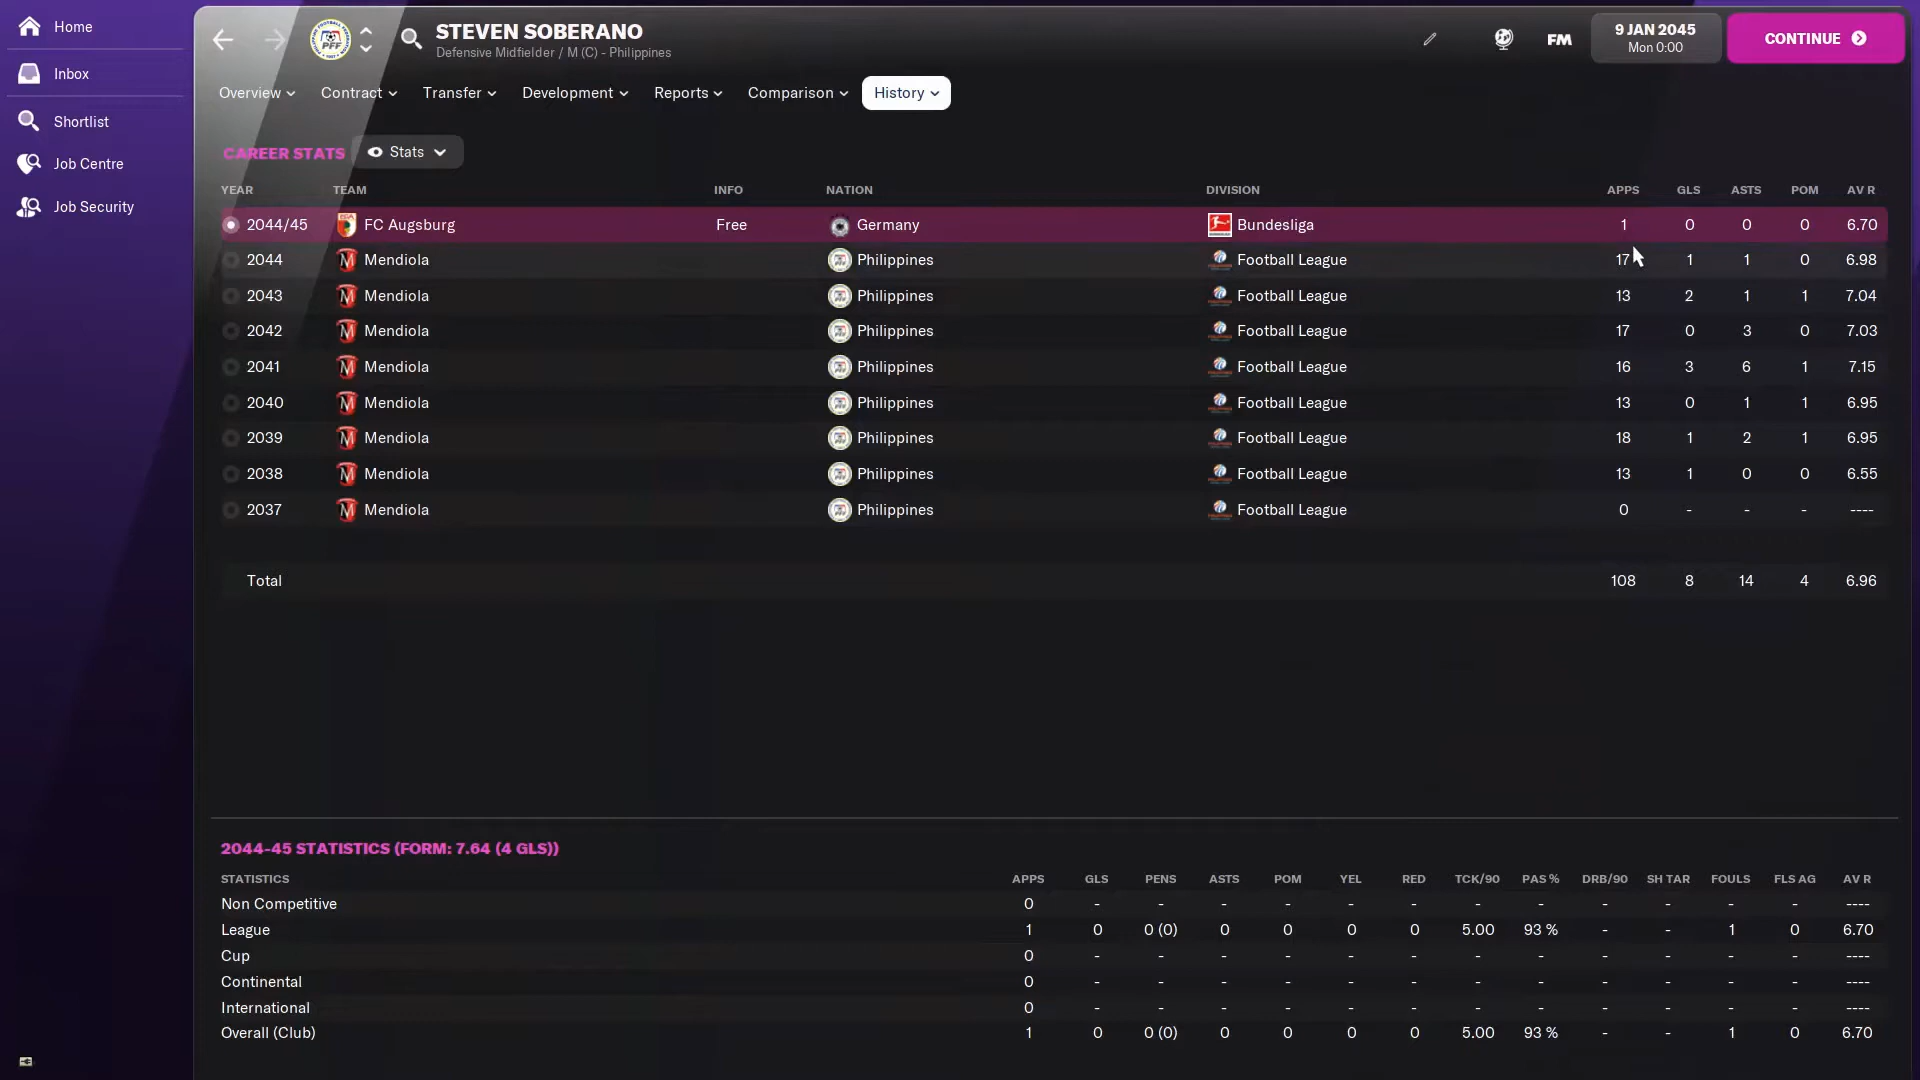 Home
Inbox
Shortlist
Job Centre
Job Security
STEVEN SOBERANO
Defensive Midfielder / M (C) - Philippines
FM
9 JAN 2045
Mon 0:00
CONTINUE
Overview Contract Transfer Development Reports Comparison History
CAREER STATS Stats
YEAR TEAM INFO NATION DIVISION APPS GLS ASTS POM AV R
2044/45 FC Augsburg Free Germany Bundesliga 1 0 0 0 6.70
2044 Mendiola Philippines Football League 17 1 1 0 6.98
2043 Mendiola Philippines Football League 13 2 1 1 7.04
2042 Mendiola Philippines Football League 17 0 3 0 7.03
2041 Mendiola Philippines Football League 16 3 6 1 7.15
2040 Mendiola Philippines Football League 13 0 1 1 6.95
2039 Mendiola Philippines Football League 18 1 2 1 6.95
2038 Mendiola Philippines Football League 13 1 0 0 6.55
2037 Mendiola Philippines Football League 0 - - - ----
Total 108 8 14 4 6.96
2044-45 STATISTICS (FORM: 7.64 (4 GLS))
STATISTICS APPS GLS PENS ASTS POM YEL RED TCK/90 PAS % DRB/90 SH TAR FOULS FLS AG AV R
Non Competitive 0 - - - - - - - - - - - - ----
League 1 0 0 (0) 0 0 0 0 5.00 93 % - - 1 0 6.70
Cup 0 - - - - - - - - - - - - ----
Continental 0 - - - - - - - - - - - - ----
International 0 - - - - - - - - - - - - ----
Overall (Club) 1 0 0 (0) 0 0 0 0 5.00 93 % - - 1 0 6.70